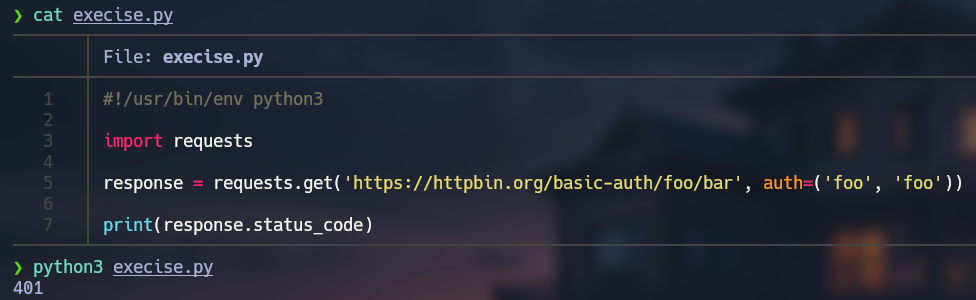 ❯ cat execise.py
File: execise.py
1 #!/usr/bin/env python3
2
3 import requests
4
5 response = requests.get('https://httpbin.org/basic-auth/foo/bar', auth=('foo', 'foo'))
6
7 print(response.status_code)
❯ python3 execise.py
401